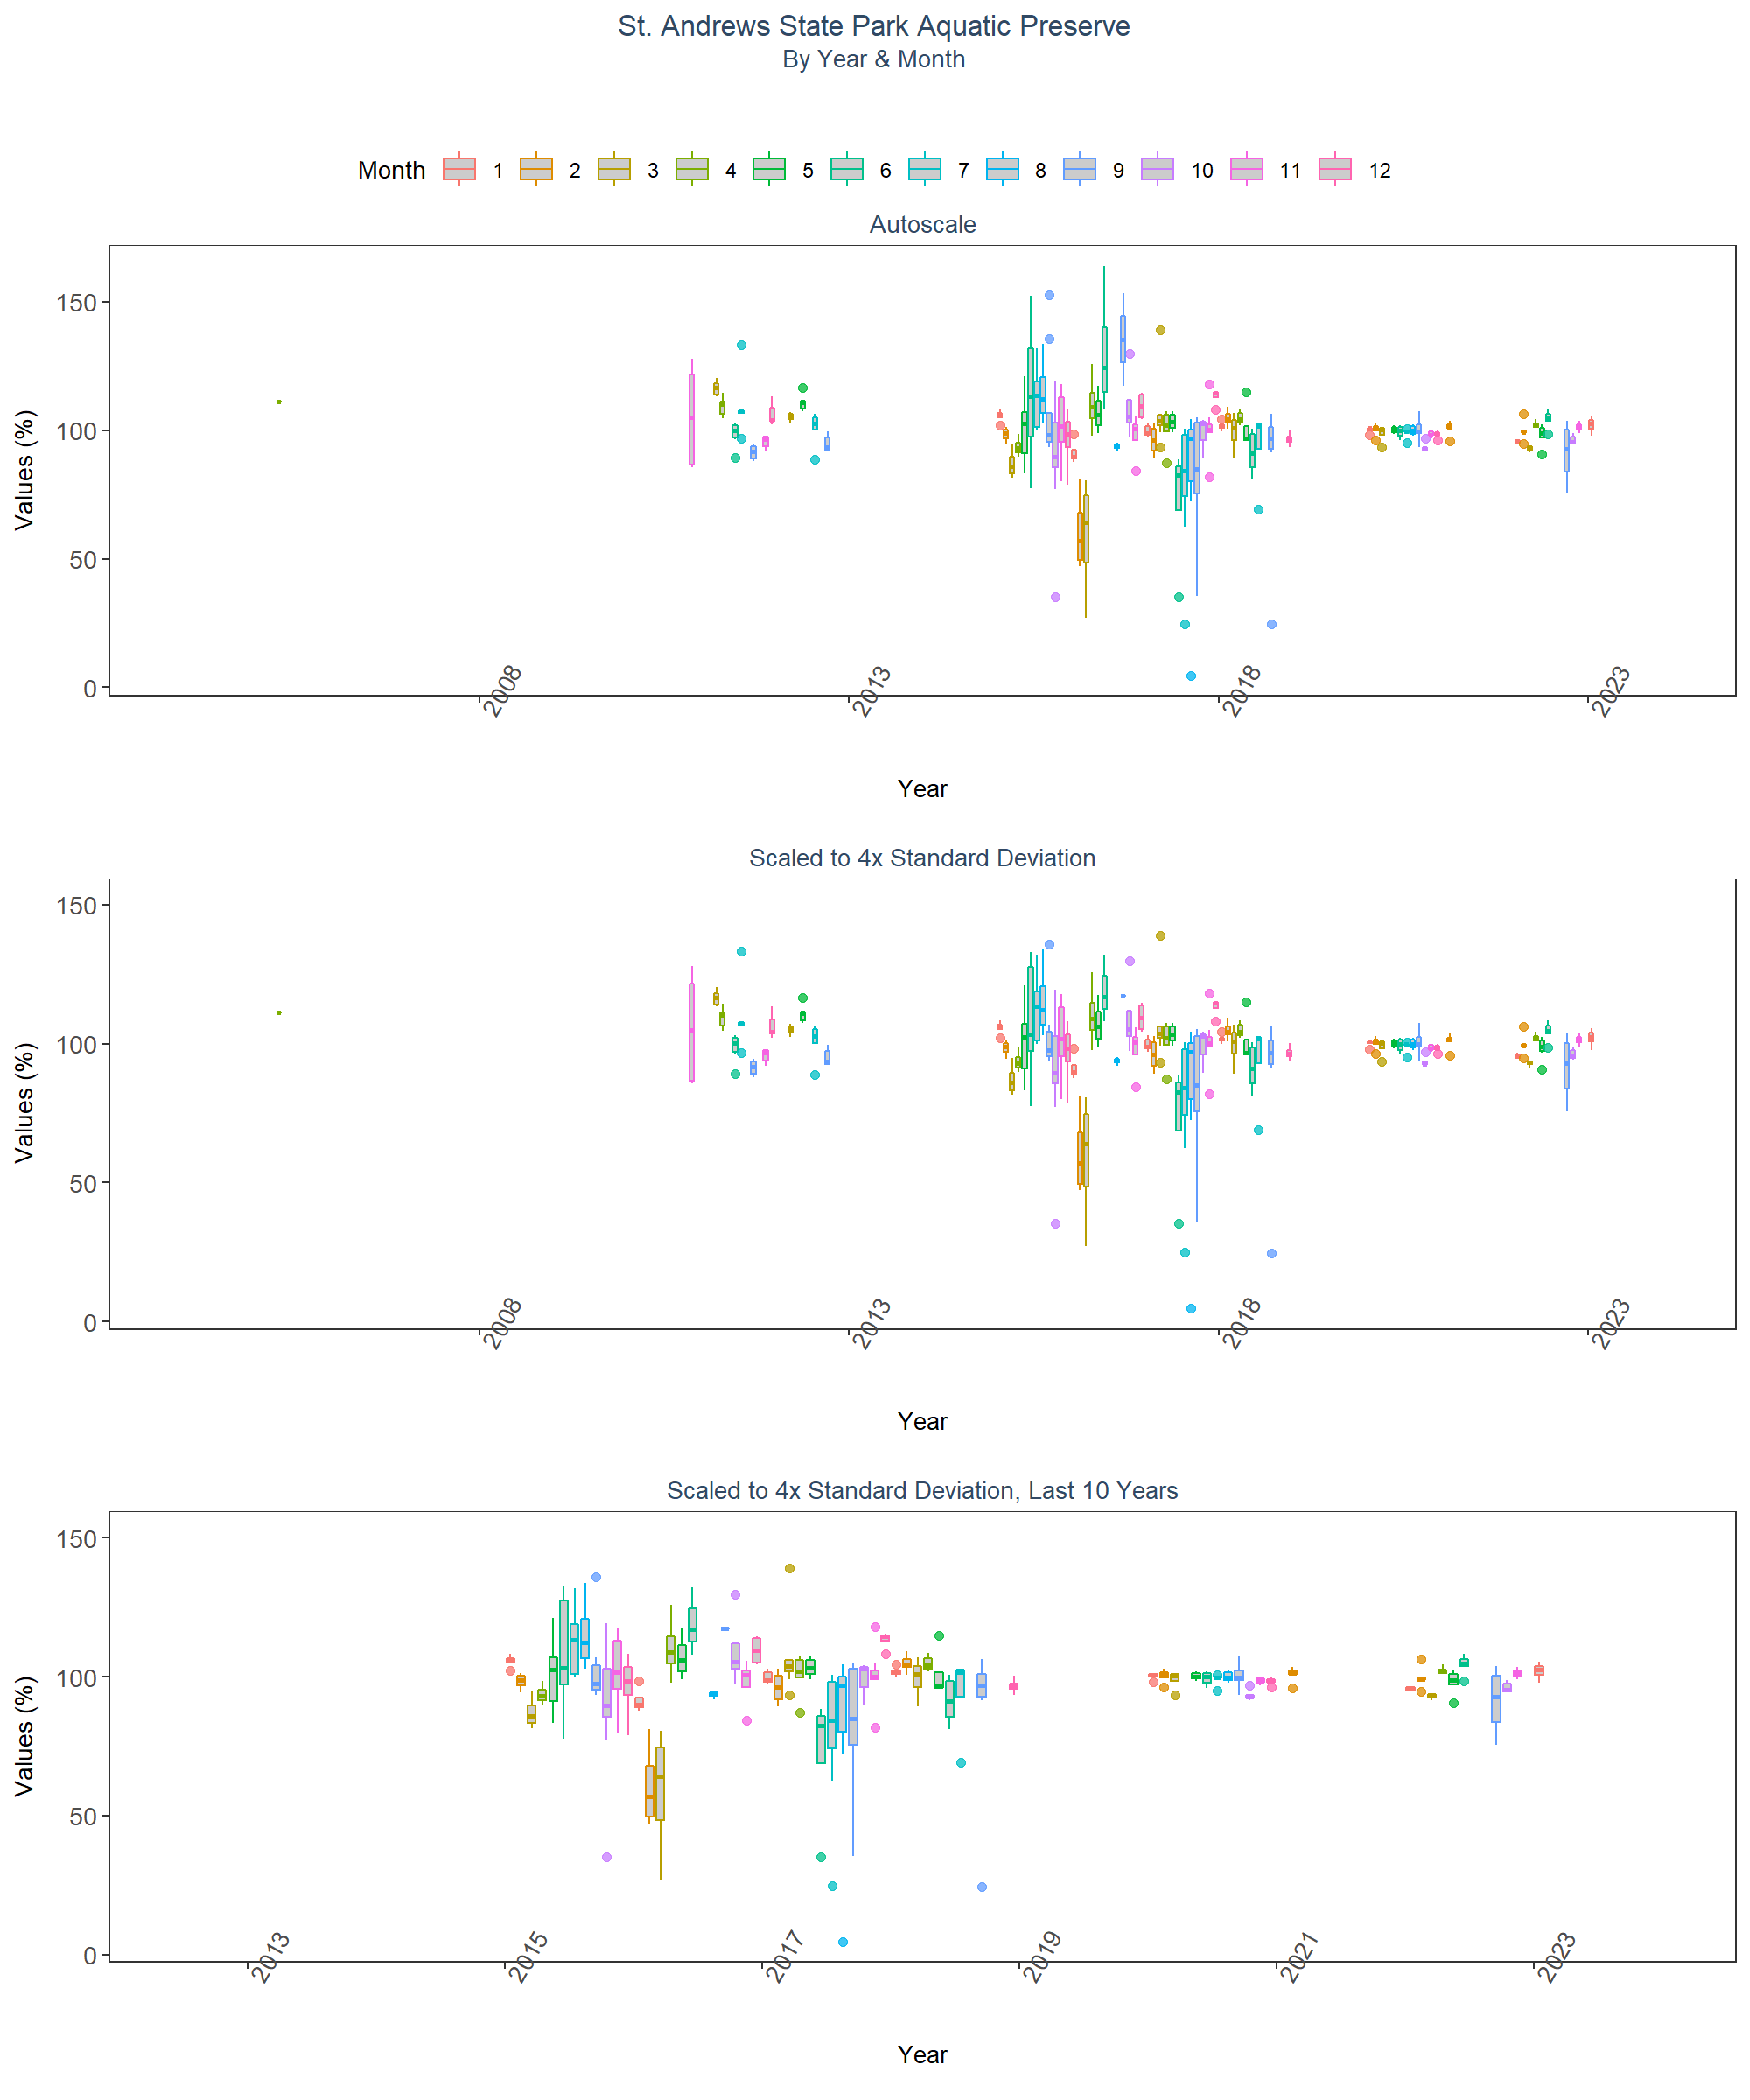 St. Andrews State Park Aquatic Preserve
By Year & Month
Month 1 2 3 4 5 6 7 8 9 10 11 12
Autoscale
Values (%)
150
100
50
0
2008 2013 2018 2023
Year
Scaled to 4x Standard Deviation
Values (%)
150
100
50
0
2008 2013 2018 2023
Year
Scaled to 4x Standard Deviation, Last 10 Years
Values (%)
150
100
50
0
2013 2015 2017 2019 2021 2023
Year